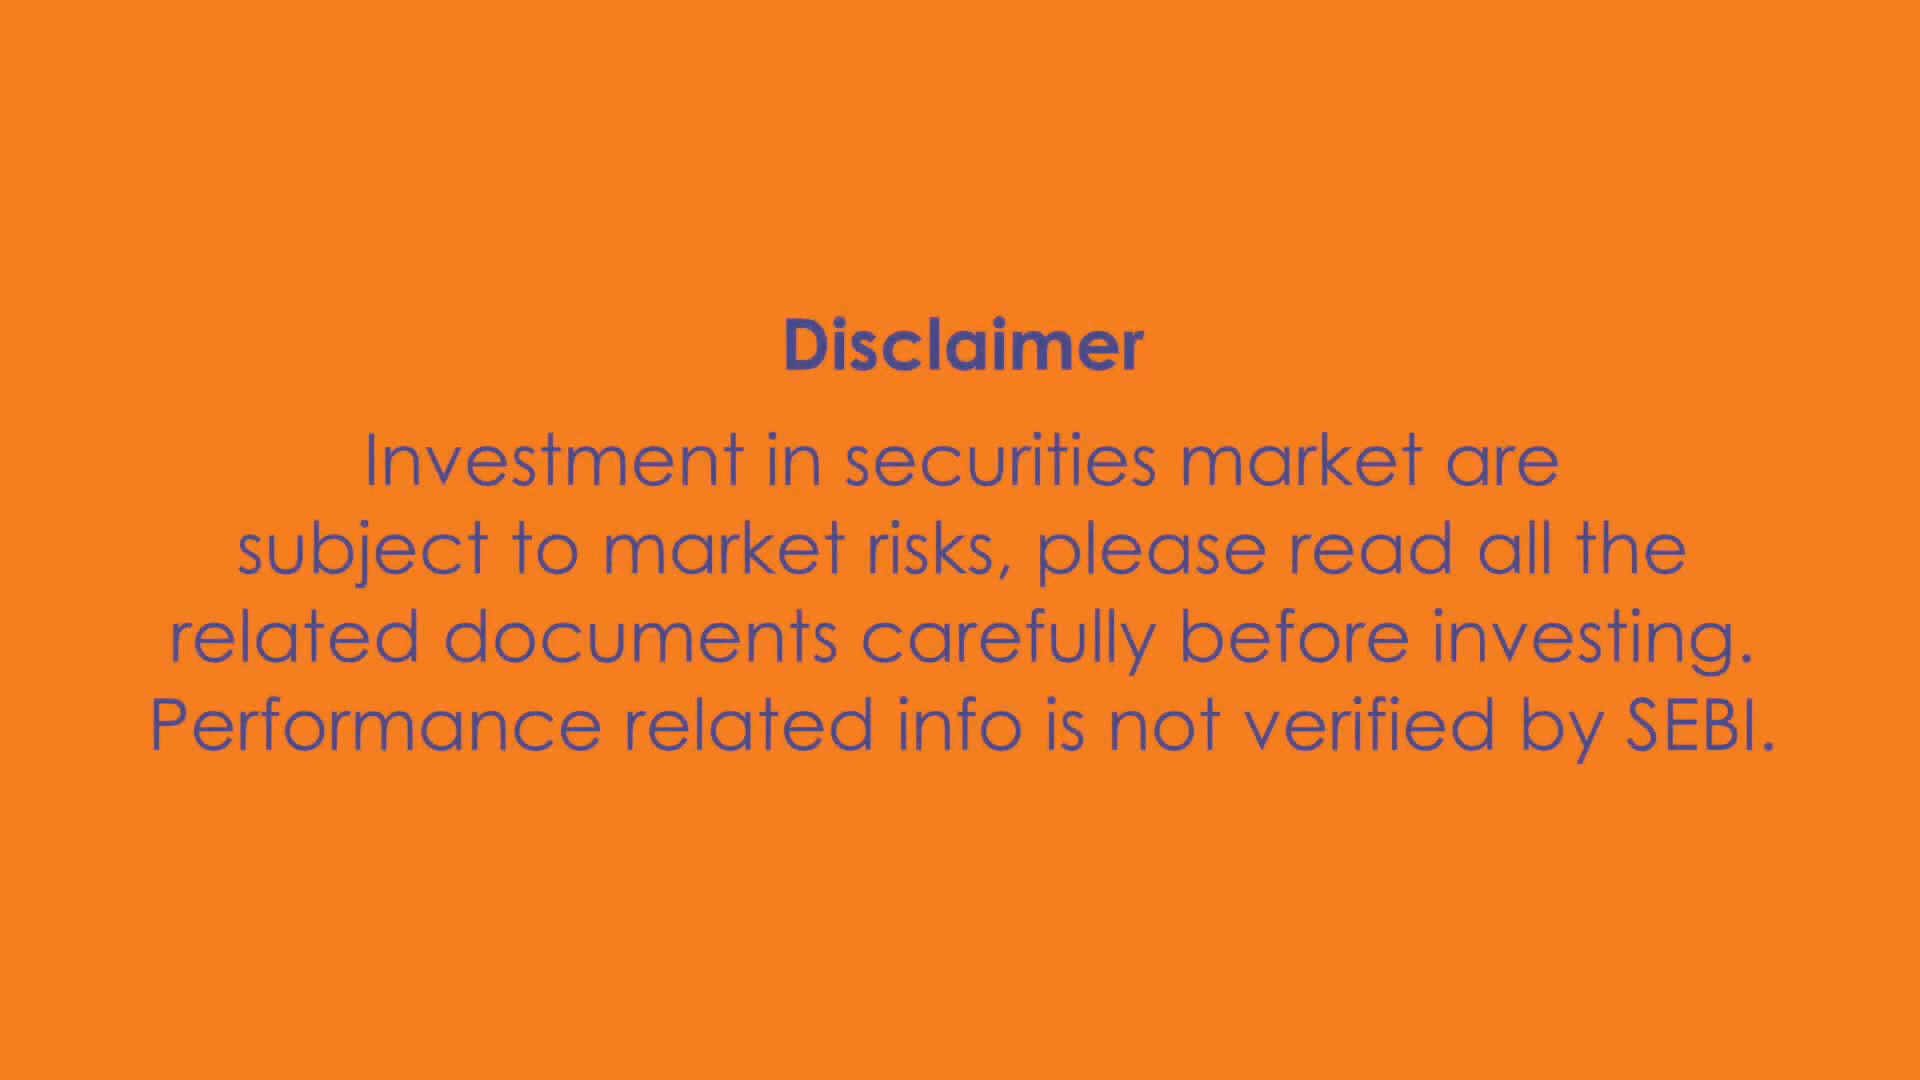 Disclaimer
Investment in securities market are
subject to market risks, please read all the
related documents carefully before investing.
Performance related info is not verified by SEBI.